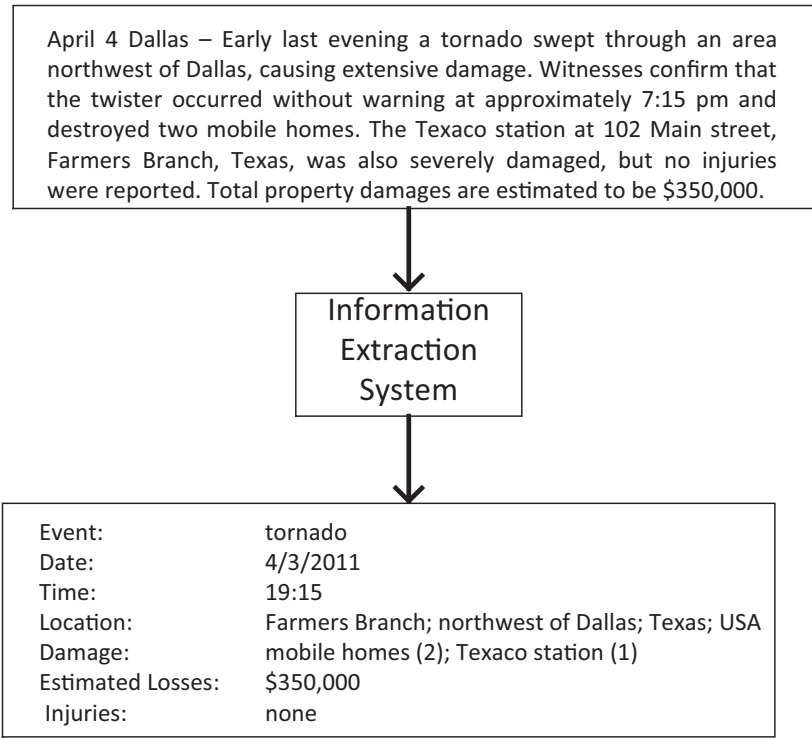 April 4 Dallas – Early last evening a tornado swept through an area
northwest of Dallas, causing extensive damage. Witnesses confirm that
the twister occurred without warning at approximately 7:15 pm and
destroyed two mobile homes. The Texaco station at 102 Main street,
Farmers Branch, Texas, was also severely damaged, but no injuries
were reported. Total property damages are estimated to be $350,000.
Information
Extraction
System
Event: tornado
Date: 4/3/2011
Time: 19:15
Location: Farmers Branch; northwest of Dallas; Texas; USA
Damage: mobile homes (2); Texaco station (1)
Estimated Losses: $350,000
Injuries: none